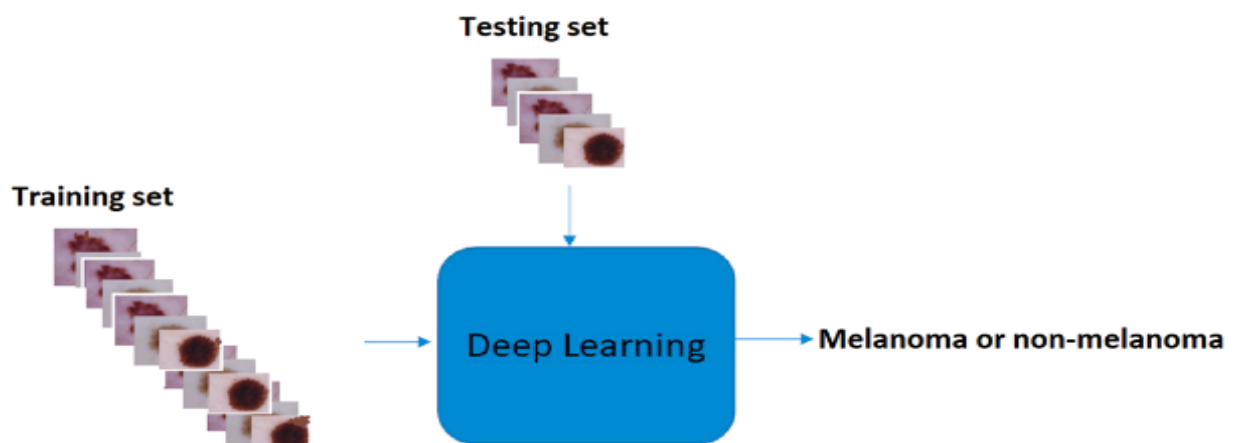 Testing set
Training set
Deep Learning
Melanoma or non-melanoma